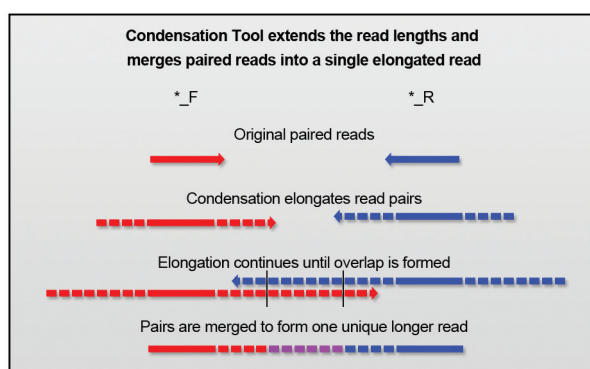 Condensation Tool extends the read lengths and
merges paired reads into a single elongated read
*_F *_R
Original paired reads
Condensation elongates read pairs
Elongation continues until overlap is formed
Pairs are merged to form one unique longer read